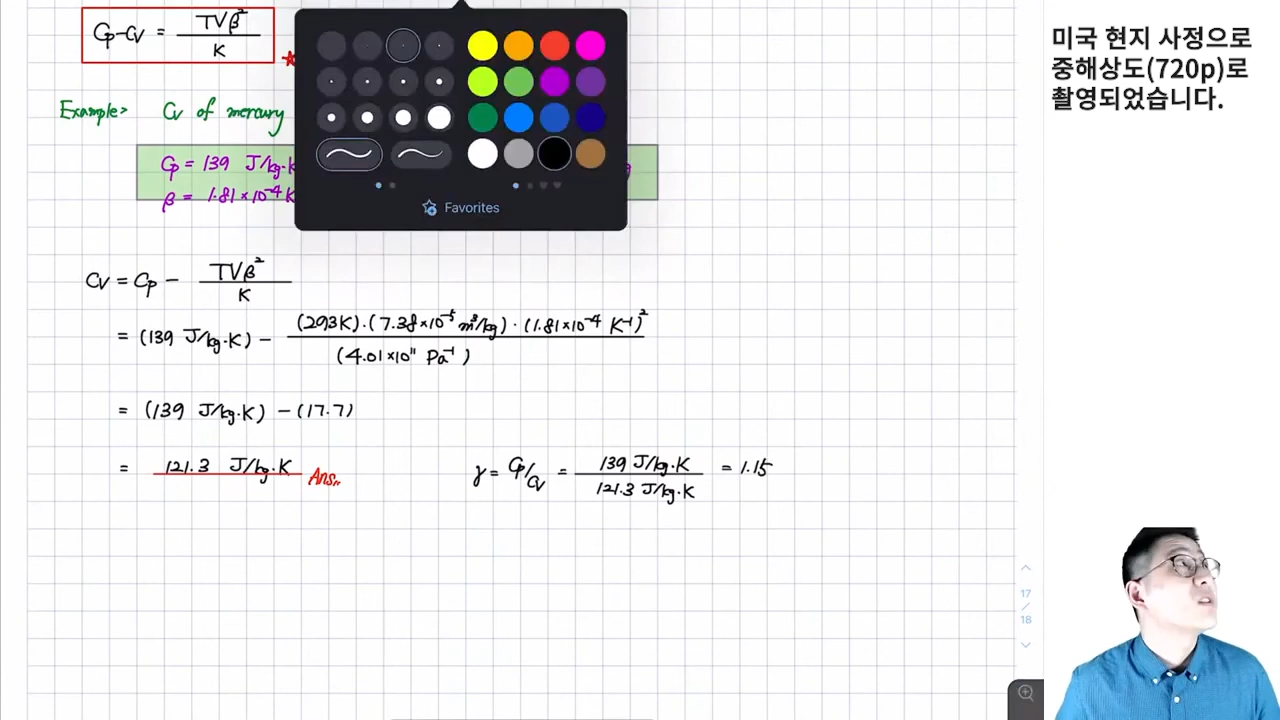 Cp-Cv = TVβ² / K
미국 현지 사정으로
중해상도(720p)로
촬영되었습니다.
Example> Cv of mercury
Cp = 139 J/kg·K
β = 1.81×10⁻⁴ K
Favorites
Cv = Cp - TVβ² / K
= (139 J/kg·K) - (293K)·(7.38×10⁻⁵ m³/kg)·(1.81×10⁻⁴ K⁻¹)² / (4.01×10¹¹ Pa⁻¹)
= (139 J/kg·K) - (17.7)
= 121.3 J/kg·K Ans.
γ = Cp/Cv = 139 J/kg·K / 121.3 J/kg·K = 1.15
17
/
18